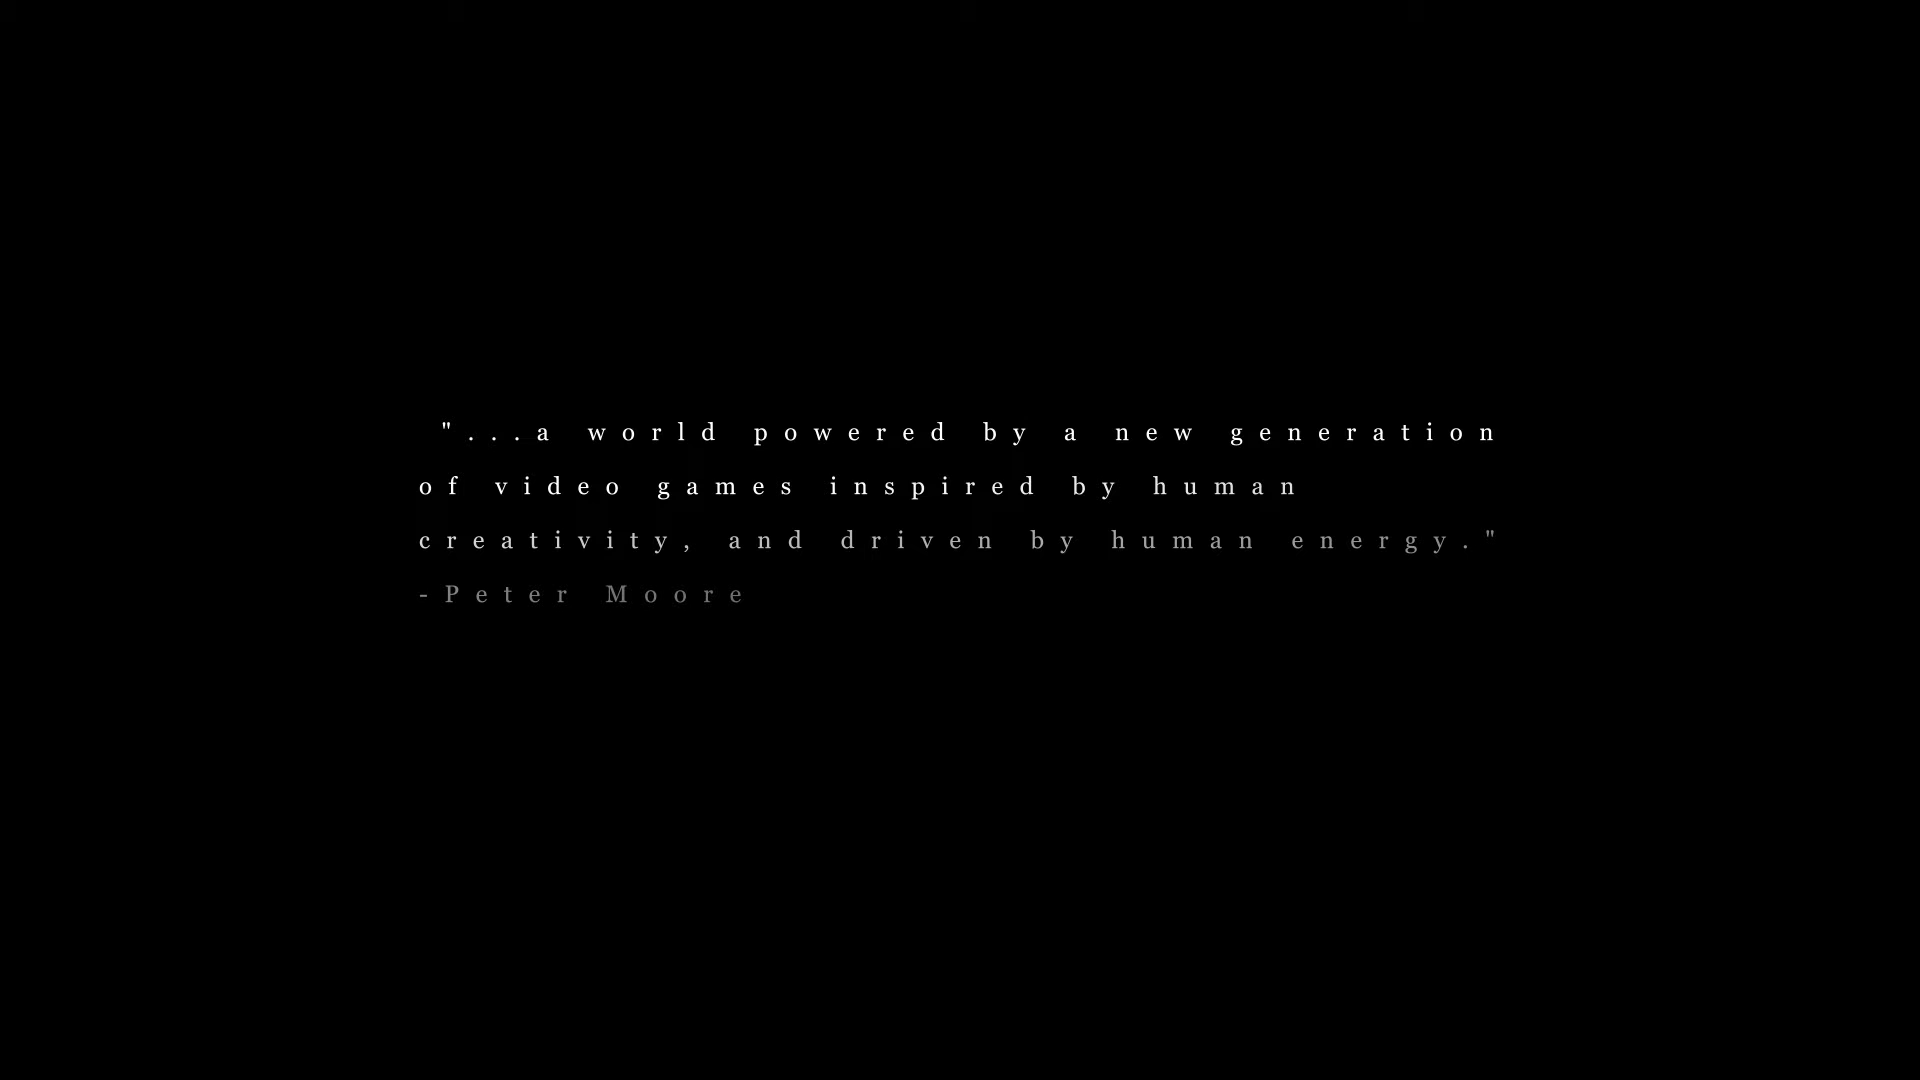 "...a world powered by a new generation
of video games inspired by human
creativity, and driven by human energy."
-Peter Moore